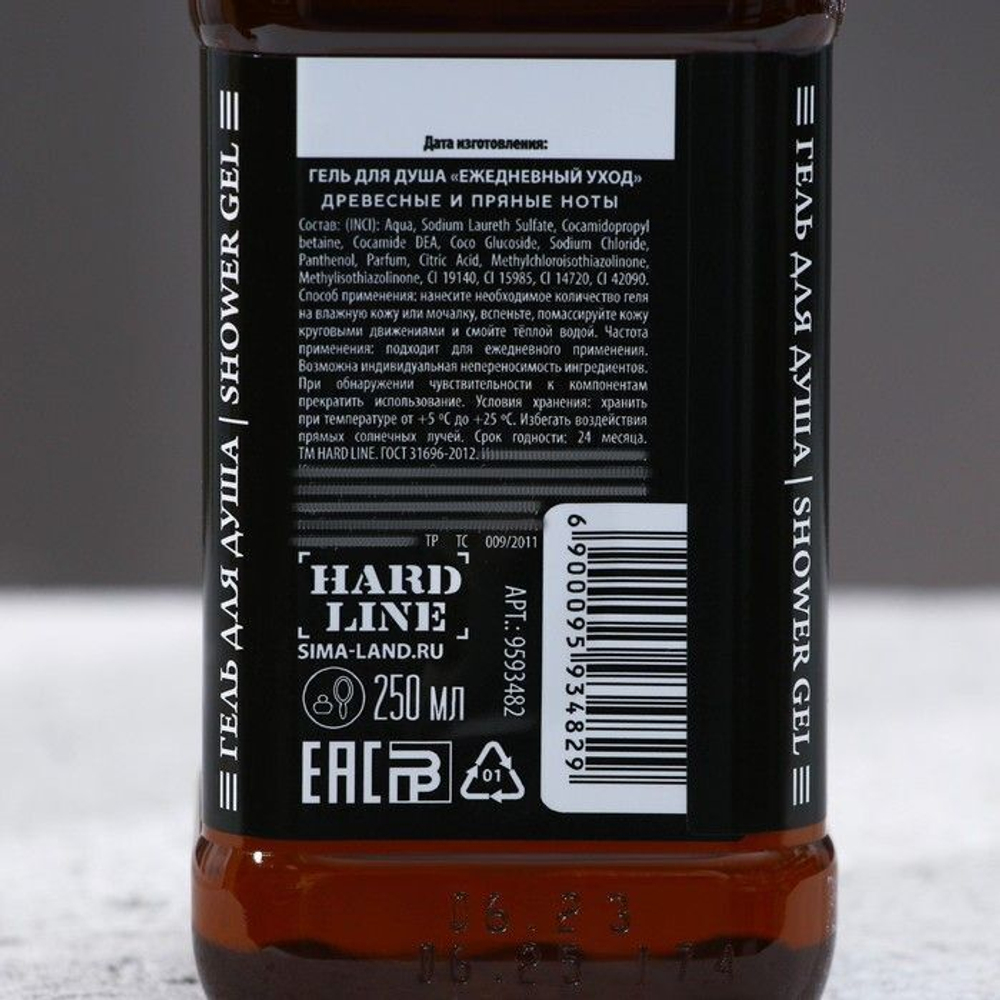 Дата изготовления:
ГЕЛЬ ДЛЯ ДУША «ЕЖЕДНЕВНЫЙ УХОД»
ДРЕВЕСНЫЕ И ПРЯНЫЕ НОТЫ
Состав: (INCI): Aqua, Sodium Laureth Sulfate, Cocamidopropyl
betaine, Cocamide DEA, Coco Glucoside, Sodium Chloride,
Panthenol, Parfum, Citric Acid, Methylchloroisothiazolinone,
Methylisothiazolinone, CI 19140, CI 15985, CI 14720, CI 42090.
Способ применения: нанесите необходимое количество геля
на влажную кожу или мочалку, вспеньте, помассируйте кожу
круговыми движениями и смойте тёплой водой. Частота
применения: подходит для ежедневного применения.
Возможна индивидуальная непереносимость ингредиентов.
При обнаружении чувствительности к компонентам
прекратить использование. Условия хранения: хранить
при температуре от +5 ºC до +25 ºC. Избегать воздействия
прямых солнечных лучей. Срок годности: 24 месяца.
ТМ HARD LINE. ГОСТ 31696-2012.
ТР ТС 009/2011
HARD
LINE
SIMA-LAND.RU
250 МЛ
EAC РТВ
01
АРТ.: 9593482
6 900095 934829
ГЕЛЬ ДЛЯ ДУША | SHOWER GEL
ГЕЛЬ ДЛЯ ДУША | SHOWER GEL
06.23
06.25 174